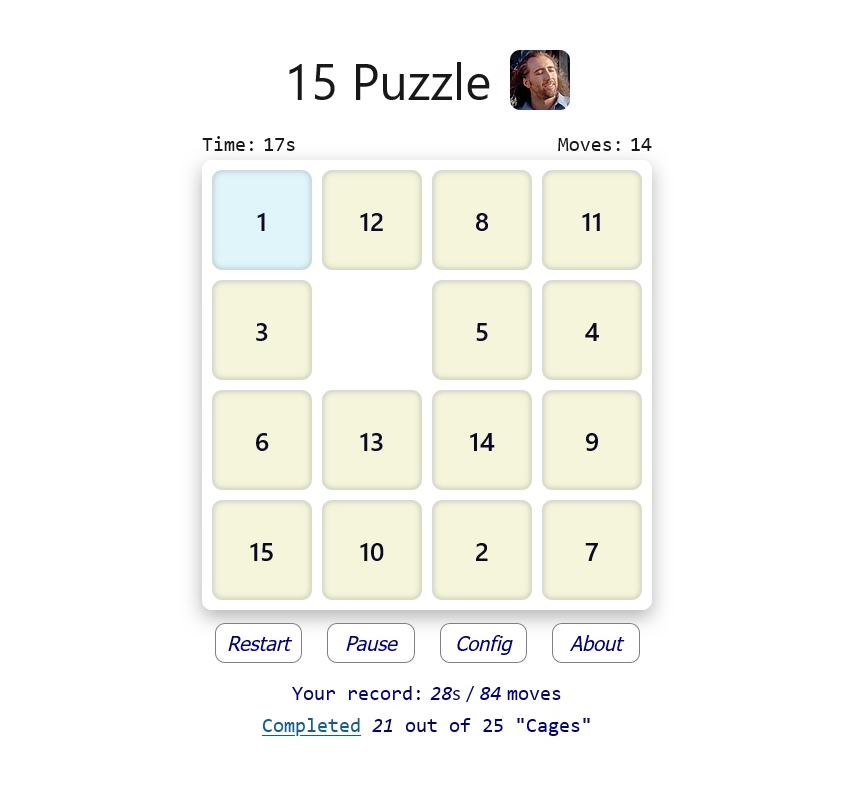 15 Puzzle
Time: 17s Moves: 14
1 12 8 11
3 5 4
6 13 14 9
15 10 2 7
Restart Pause Config About
Your record: 28s / 84 moves
Completed 21 out of 25 "Cages"